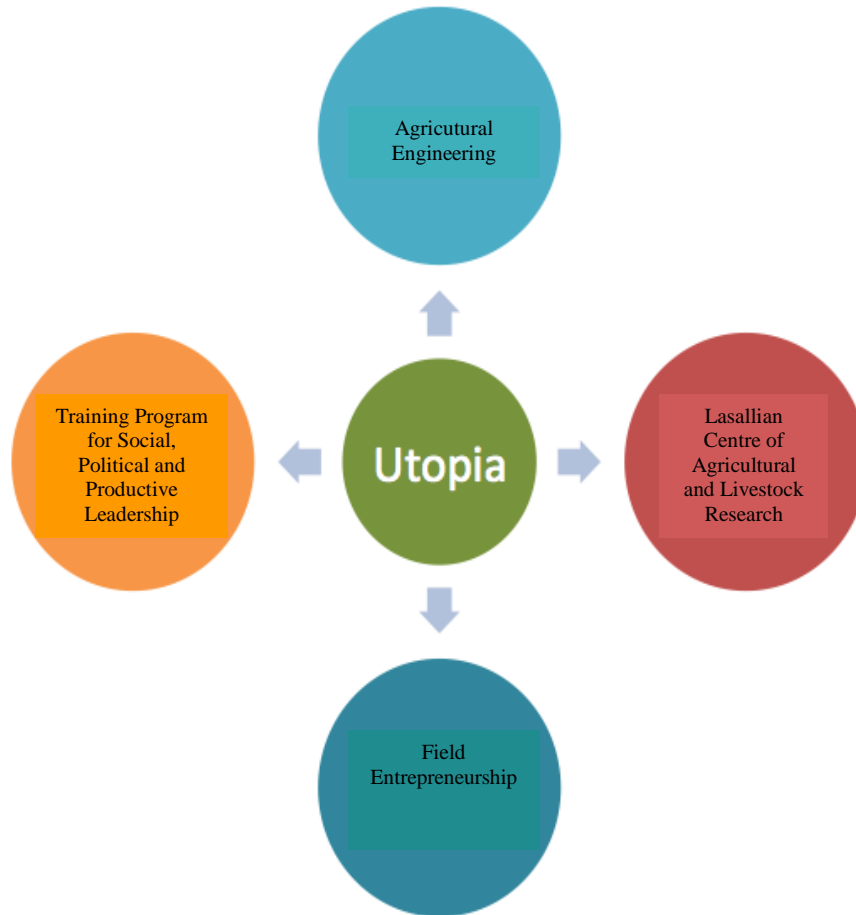 Agricutural
Engineering
Training Program
for Social,
Political and
Productive
Leadership
Utopia
Lasallian
Centre of
Agricultural
and Livestock
Research
Field
Entrepreneurship